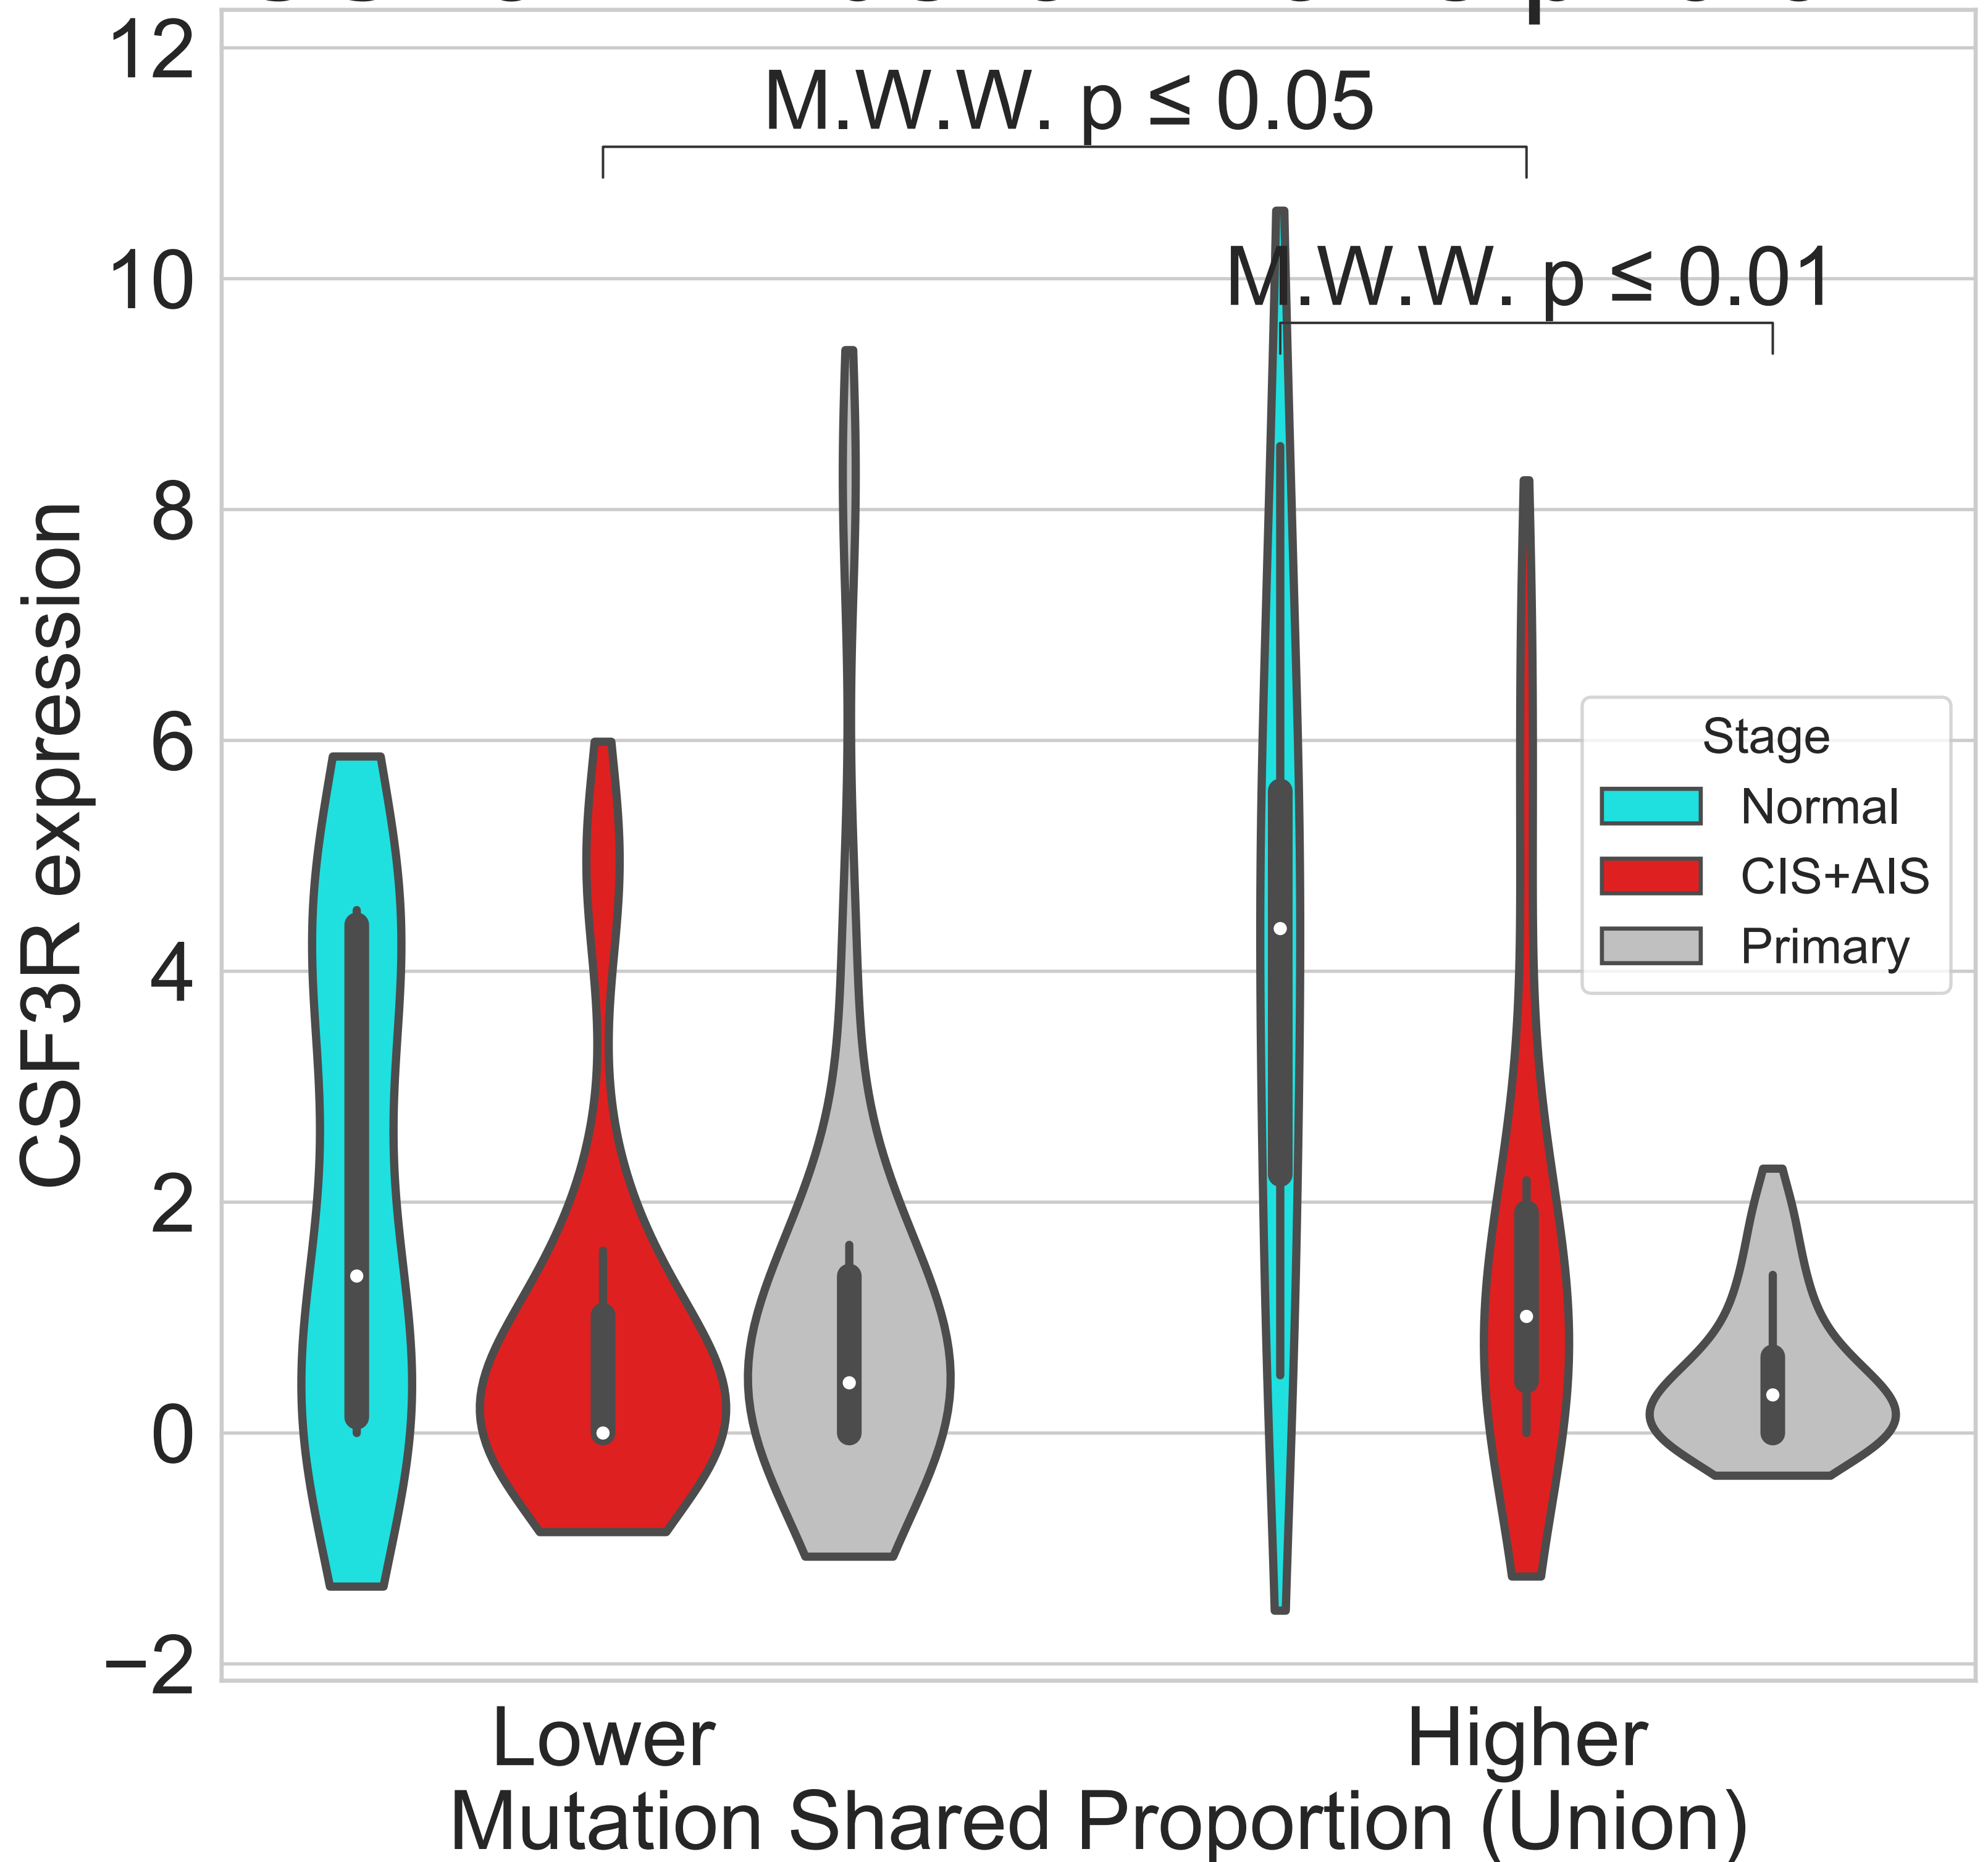 12
M.W.W. p ≤ 0.05
10
M.W.W. p ≤ 0.01
8
6
4
2
0
−2
CSF3R expression
Stage
Normal
CIS+AIS
Primary
Lower
Higher
Mutation Shared Proportion (Union)